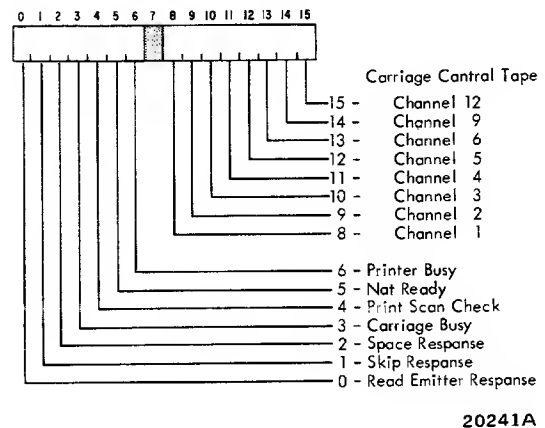 0 1 2 3 4 5 6 7 8 9 10 11 12 13 14 15
Carriage Cantral Tape
15 - Channel 12
14 - Channel 9
13 - Channel 6
12 - Channel 5
11 - Channel 4
10 - Channel 3
9 - Channel 2
8 - Channel 1
6 - Printer Busy
5 - Nat Ready
4 - Print Scan Check
3 - Carriage Busy
2 - Space Respanse
1 - Skip Respanse
0 - Read Emitter Respanse
20241A